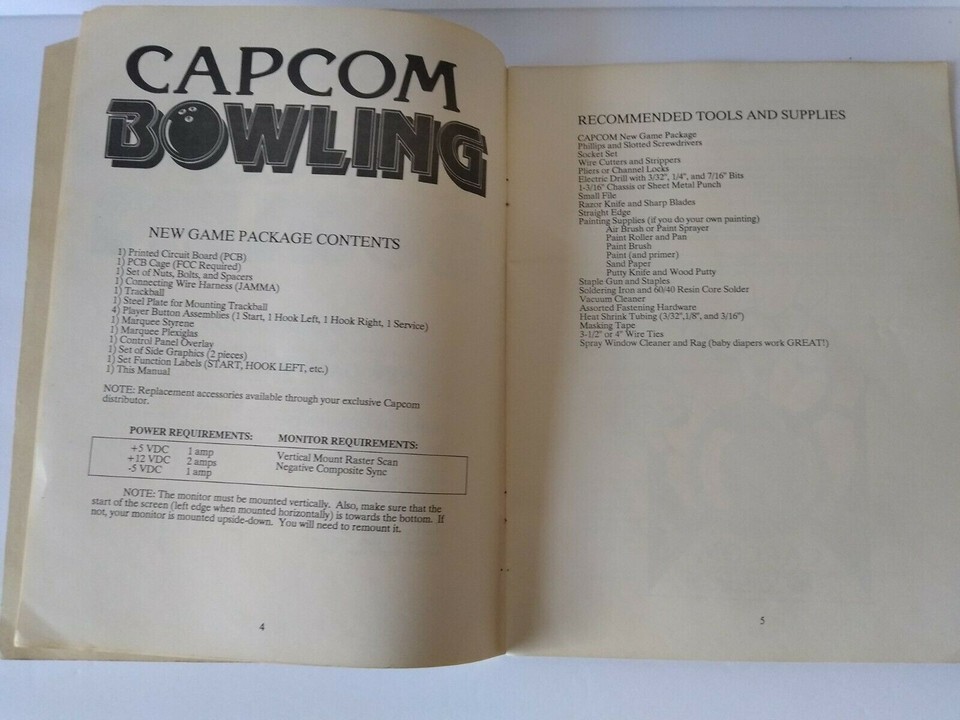 CAPCOM
BOWLING
NEW GAME PACKAGE CONTENTS
1) Printed Circuit Board (PCB)
1) PCB Cage (FCC Required)
1) Set of Nuts, Bolts, and Spacers
1) Connecting Wire Harness (JAMMA)
1) Trackball
1) Steel Plate for Mounting Trackball
4) Player Button Assemblies (1 Start, 1 Hook Left, 1 Hook Right, 1 Service)
1) Marquee Styrene
1) Marquee Plexiglas
1) Control Panel Overlay
1) Set of Side Graphics (2 pieces)
1) Set Function Labels (START, HOOK LEFT, etc.)
1) This Manual
NOTE: Replacement accessories available through your exclusive Capcom
distributor.
POWER REQUIREMENTS: MONITOR REQUIREMENTS:
+5 VDC 1 amp Vertical Mount Raster Scan
+12 VDC 2 amps Negative Composite Sync
-5 VDC 1 amp
NOTE: The monitor must be mounted vertically. Also, make sure that the
start of the screen (left edge when mounted horizontally) is towards the bottom. If
not, your monitor is mounted upside-down. You will need to remount it.
4
RECOMMENDED TOOLS AND SUPPLIES
CAPCOM New Game Package
Phillips and Slotted Screwdrivers
Socket Set
Wire Cutters and Strippers
Pliers or Channel Locks
Electric Drill with 3/32", 1/4", and 7/16" Bits
1-3/16" Chassis or Sheet Metal Punch
Small File
Razor Knife and Sharp Blades
Straight Edge
Painting Supplies (if you do your own painting)
Air Brush or Paint Sprayer
Paint Roller and Pan
Paint Brush
Paint (and primer)
Sand Paper
Putty Knife and Wood Putty
Staple Gun and Staples
Soldering Iron and 60/40 Resin Core Solder
Vacuum Cleaner
Assorted Fastening Hardware
Heat Shrink Tubing (3/32",1/8", and 3/16")
Masking Tape
3-1/2" or 4" Wire Ties
Spray Window Cleaner and Rag (baby diapers work GREAT!)
5